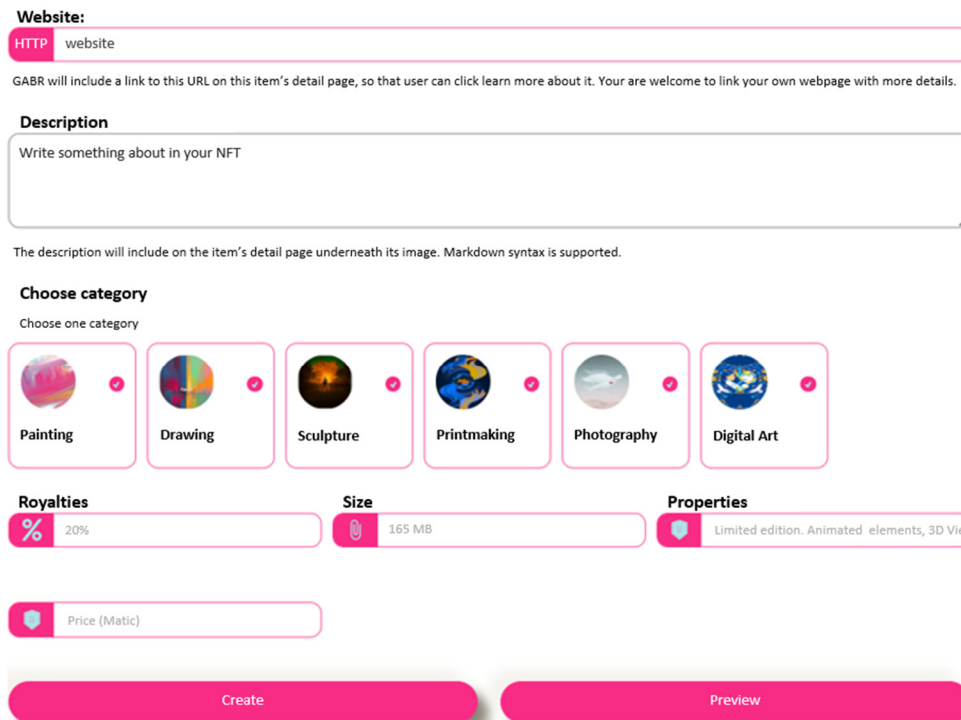 Website:
HTTP website
GABR will include a link to this URL on this item's detail page, so that user can click learn more about it. Your are welcome to link your own webpage with more details.
Description
Write something about in your NFT
The description will include on the item's detail page underneath its image. Markdown syntax is supported.
Choose category
Choose one category
Painting Drawing Sculpture Printmaking Photography Digital Art
Royalties Size Properties
% 20% 165 MB Limited edition. Animated elements, 3D Vie
Price (Matic)
Create Preview